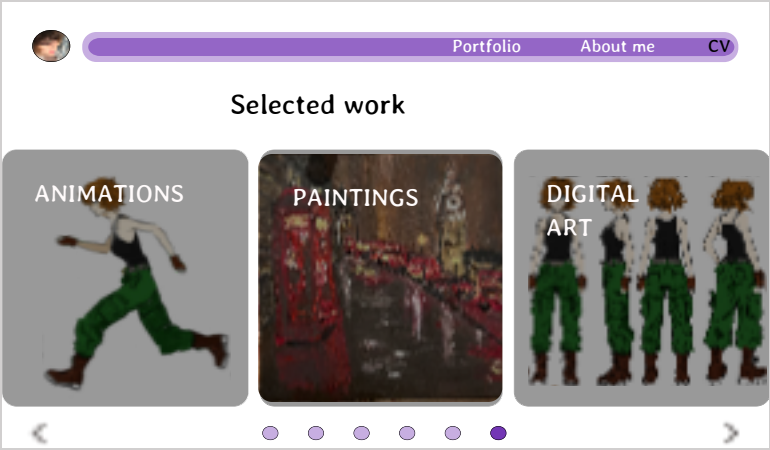 Portfolio
About me
CV
Selected work
ANIMATIONS
PAINTINGS
DIGITAL
ART